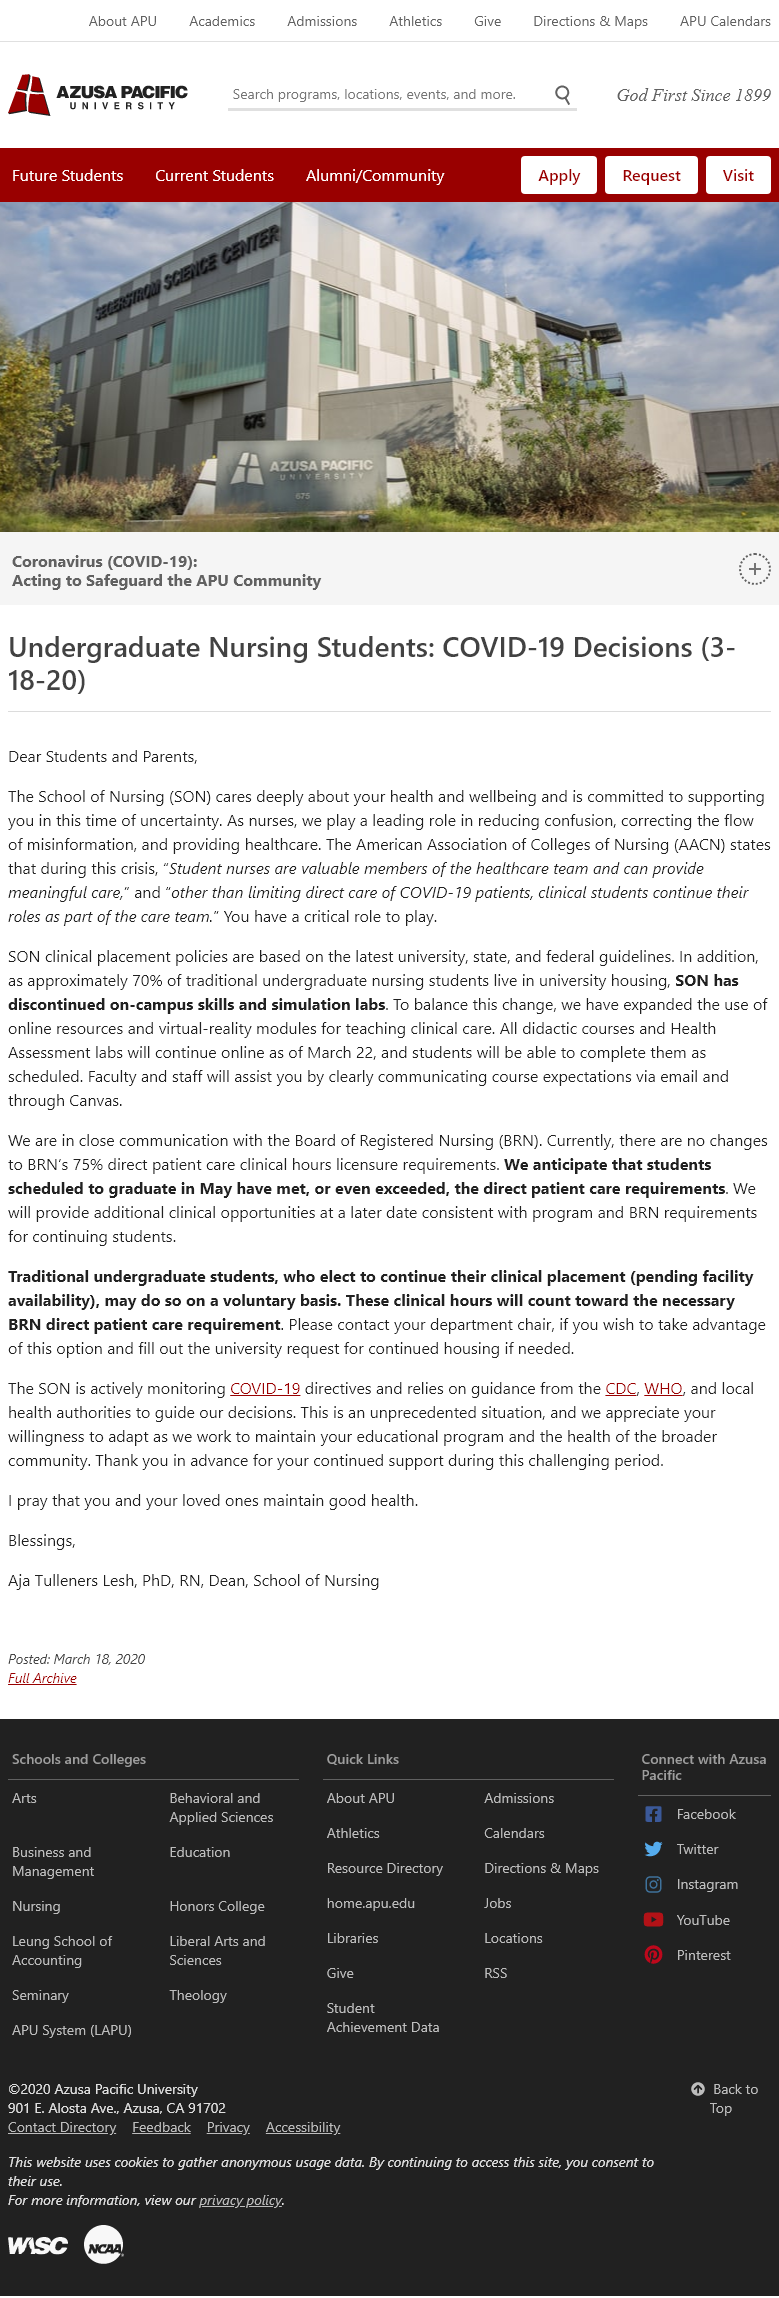 About APU Academics Admissions Athletics Give Directions & Maps APU Calendars
AZUSA PACIFIC
UNIVERSITY
Search programs, locations, events, and more.
God First Since 1899
Future Students Current Students Alumni/Community Apply Request Visit
SEGERSTROM SCIENCE CENTER
675
AZUSA PACIFIC
UNIVERSITY
675
Coronavirus (COVID-19):
Acting to Safeguard the APU Community
Undergraduate Nursing Students: COVID-19 Decisions (3-
18-20)
Dear Students and Parents,
The School of Nursing (SON) cares deeply about your health and wellbeing and is committed to supporting
you in this time of uncertainty. As nurses, we play a leading role in reducing confusion, correcting the flow
of misinformation, and providing healthcare. The American Association of Colleges of Nursing (AACN) states
that during this crisis, “Student nurses are valuable members of the healthcare team and can provide
meaningful care,” and “other than limiting direct care of COVID-19 patients, clinical students continue their
roles as part of the care team.” You have a critical role to play.
SON clinical placement policies are based on the latest university, state, and federal guidelines. In addition,
as approximately 70% of traditional undergraduate nursing students live in university housing, SON has
discontinued on-campus skills and simulation labs. To balance this change, we have expanded the use of
online resources and virtual-reality modules for teaching clinical care. All didactic courses and Health
Assessment labs will continue online as of March 22, and students will be able to complete them as
scheduled. Faculty and staff will assist you by clearly communicating course expectations via email and
through Canvas.
We are in close communication with the Board of Registered Nursing (BRN). Currently, there are no changes
to BRN’s 75% direct patient care clinical hours licensure requirements. We anticipate that students
scheduled to graduate in May have met, or even exceeded, the direct patient care requirements. We
will provide additional clinical opportunities at a later date consistent with program and BRN requirements
for continuing students.
Traditional undergraduate students, who elect to continue their clinical placement (pending facility
availability), may do so on a voluntary basis. These clinical hours will count toward the necessary
BRN direct patient care requirement. Please contact your department chair, if you wish to take advantage
of this option and fill out the university request for continued housing if needed.
The SON is actively monitoring COVID-19 directives and relies on guidance from the CDC, WHO, and local
health authorities to guide our decisions. This is an unprecedented situation, and we appreciate your
willingness to adapt as we work to maintain your educational program and the health of the broader
community. Thank you in advance for your continued support during this challenging period.
I pray that you and your loved ones maintain good health.
Blessings,
Aja Tulleners Lesh, PhD, RN, Dean, School of Nursing
Posted: March 18, 2020
Full Archive
Schools and Colleges
Arts
Behavioral and
Applied Sciences
Business and
Management
Education
Nursing
Honors College
Leung School of
Accounting
Liberal Arts and
Sciences
Seminary
Theology
APU System (LAPU)
Quick Links
About APU
Admissions
Athletics
Calendars
Resource Directory
Directions & Maps
home.apu.edu
Jobs
Libraries
Locations
Give
RSS
Student
Achievement Data
Connect with Azusa
Pacific
Facebook
Twitter
Instagram
YouTube
Pinterest
©2020 Azusa Pacific University
901 E. Alosta Ave., Azusa, CA 91702
Contact Directory Feedback Privacy Accessibility
Back to
Top
This website uses cookies to gather anonymous usage data. By continuing to access this site, you consent to
their use.
For more information, view our privacy policy.
WASC NCAA